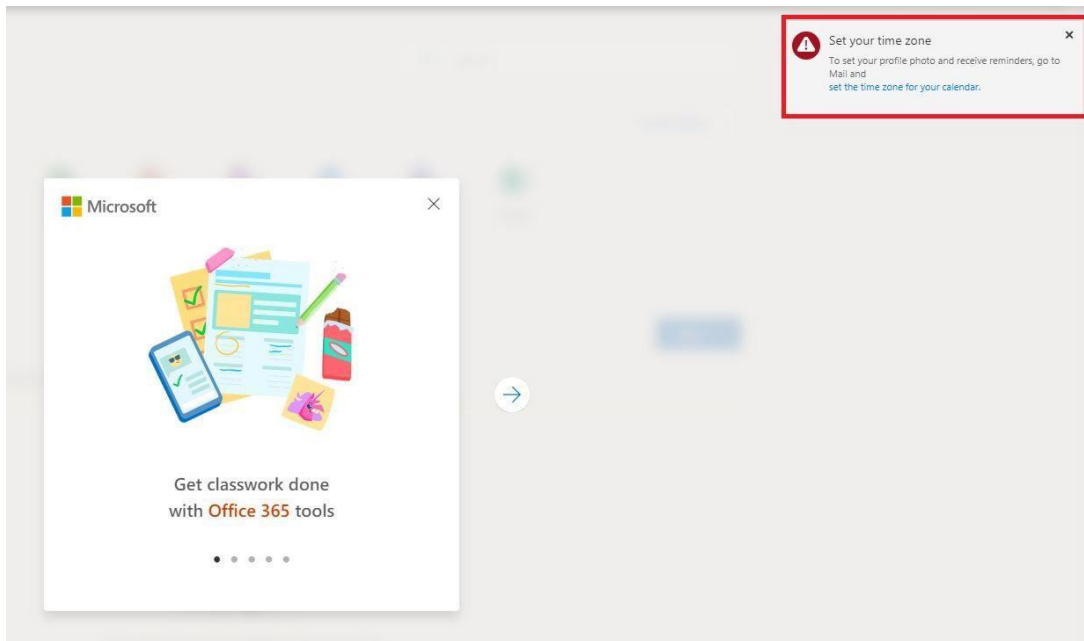 Set your time zone
To set your profile photo and receive reminders, go to
Mail and
set the time zone for your calendar.
Microsoft
Get classwork done
with Office 365 tools